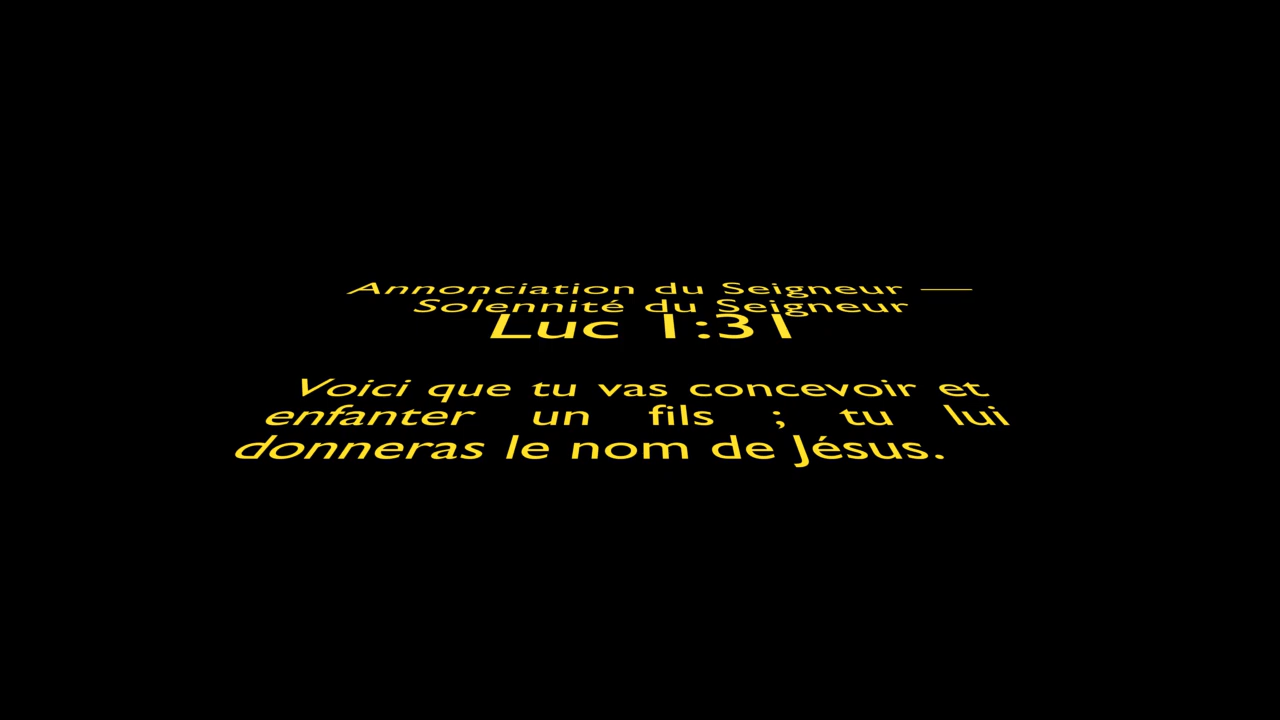 Annonciation du Seigneur —
Solennité du Seigneur
Luc 1:31
Voici que tu vas concevoir et
enfanter un fils ; tu lui
donneras le nom de Jésus.